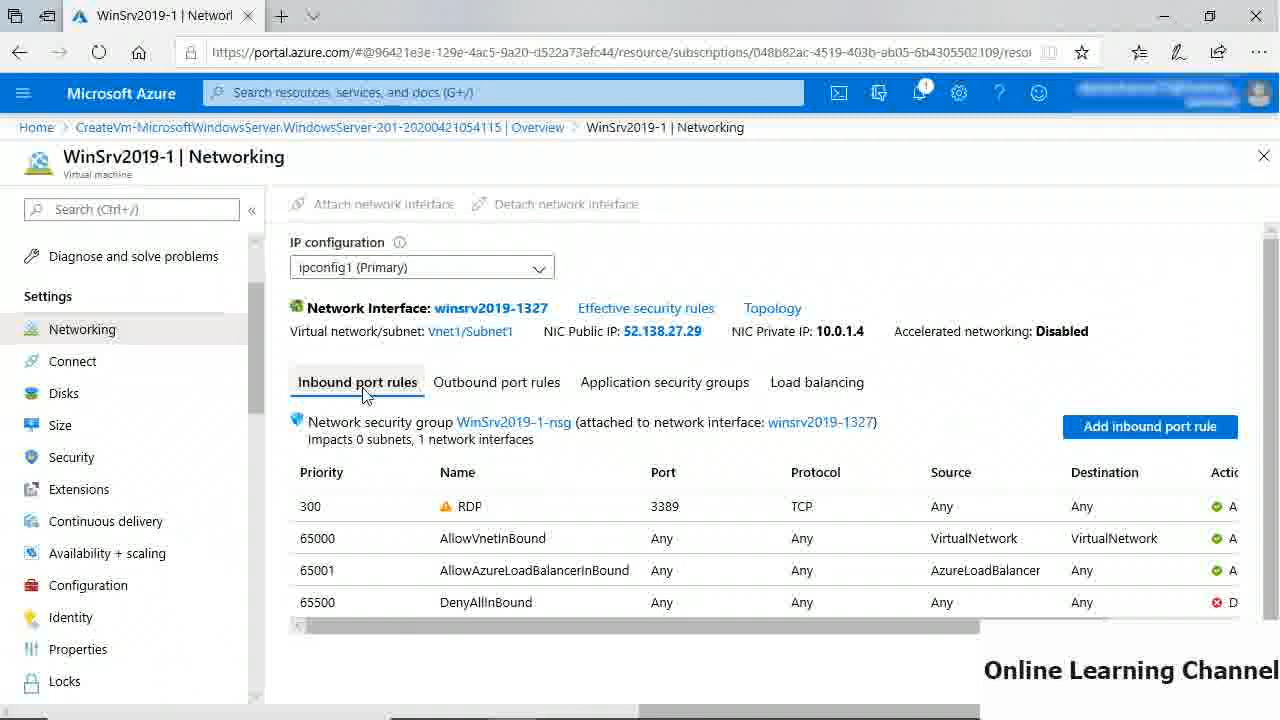 WinSrv2019-1 | Networl
https://portal.azure.com/#@96421e3e-129e-4ac5-9a20-d522a73efc44/resource/subscriptions/048b82ac-4519-403b-ab05-6b4305502109/resou
Microsoft Azure
Search resources, services, and docs (G+/)
1
Home > CreateVm-MicrosoftWindowsServer.WindowsServer-201-20200421054115 | Overview > WinSrv2019-1 | Networking
WinSrv2019-1 | Networking
Virtual machine
Search (Ctrl+/)
«
Diagnose and solve problems
Settings
Networking
Connect
Disks
Size
Security
Extensions
Continuous delivery
Availability + scaling
Configuration
Identity
Properties
Locks
Attach network interface
Detach network interface
IP configuration
ipconfig1 (Primary)
Network Interface: winsrv2019-1327 Effective security rules Topology
Virtual network/subnet: Vnet1/Subnet1 NIC Public IP: 52.138.27.29 NIC Private IP: 10.0.1.4 Accelerated networking: Disabled
Inbound port rules Outbound port rules Application security groups Load balancing
Network security group WinSrv2019-1-nsg (attached to network interface: winsrv2019-1327)
Impacts 0 subnets, 1 network interfaces
Add inbound port rule
Priority Name Port Protocol Source Destination Actic
300 RDP 3389 TCP Any Any A
65000 AllowVnetInBound Any Any VirtualNetwork VirtualNetwork A
65001 AllowAzureLoadBalancerInBound Any Any AzureLoadBalancer Any A
65500 DenyAllInBound Any Any Any Any D
Online Learning Channel